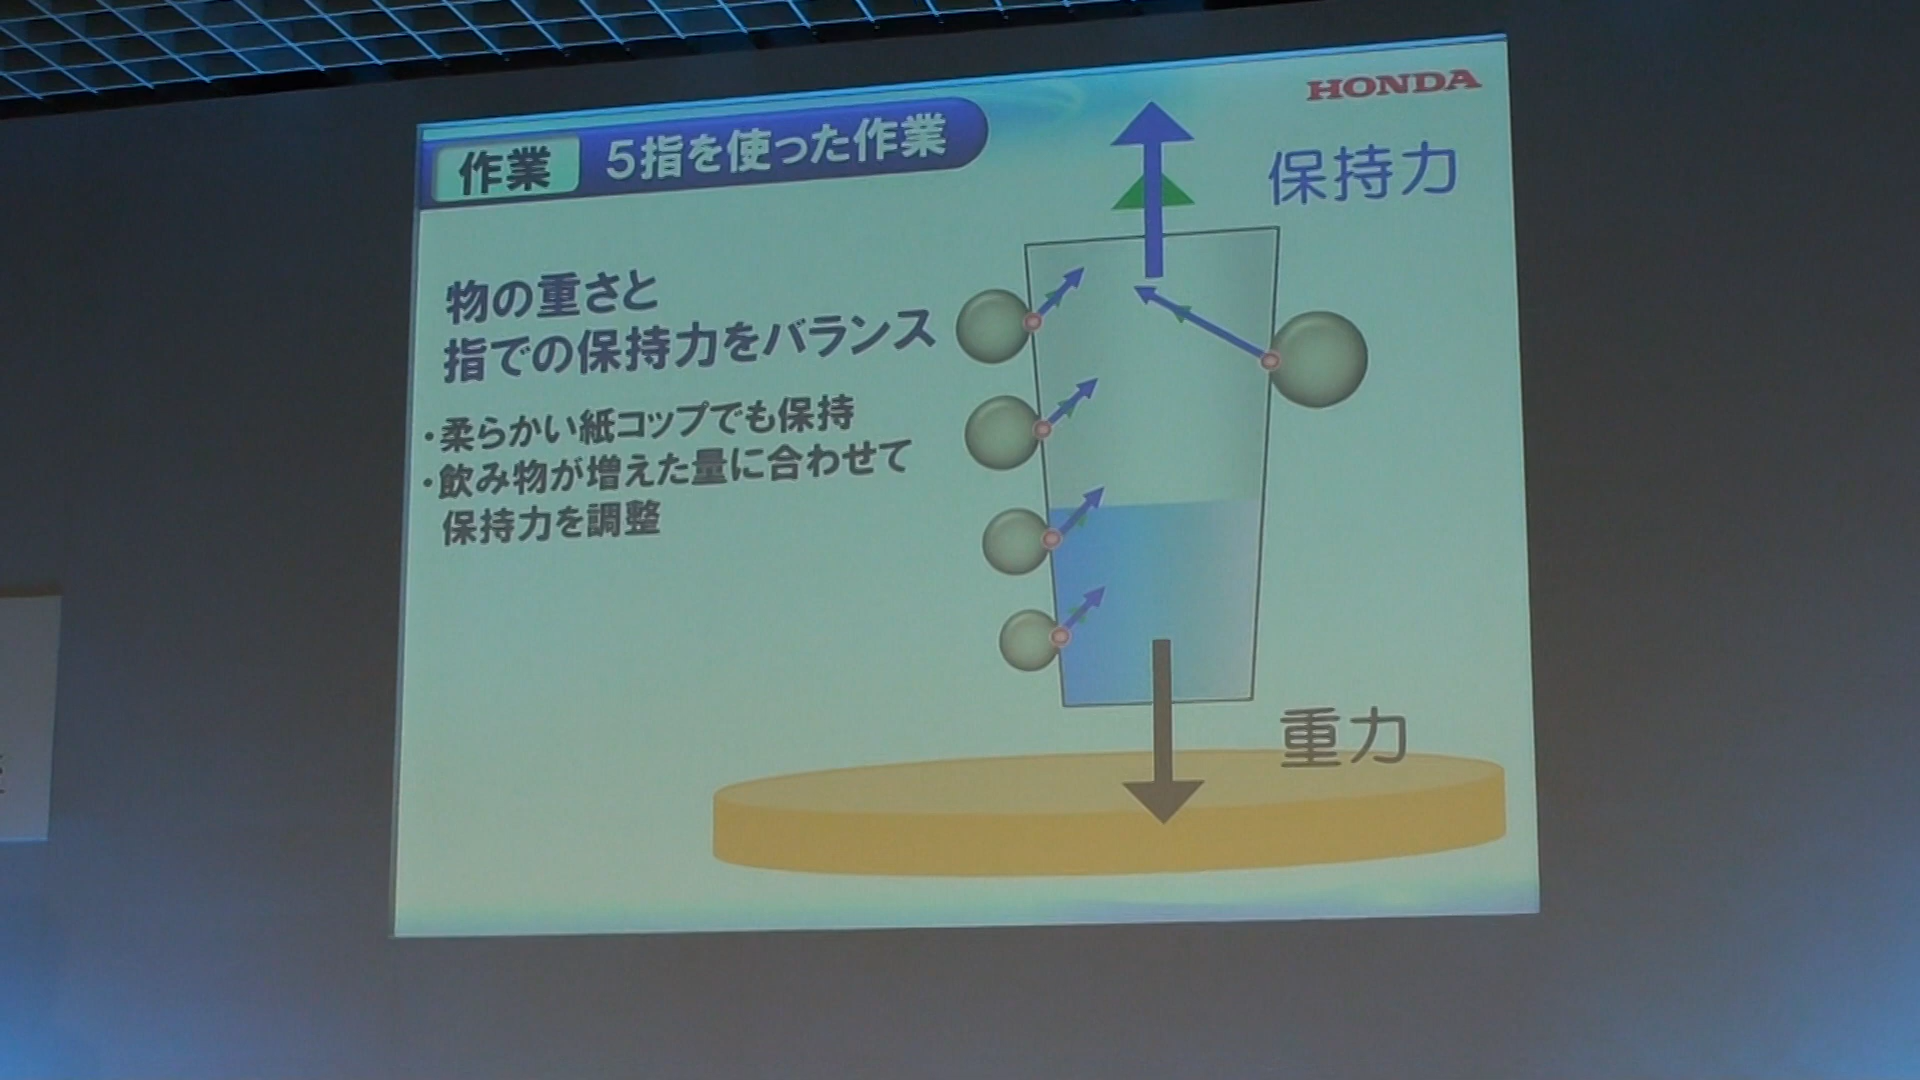 HONDA
作業 5指を使った作業
保持力
物の重さと
指での保持力をバランス
・柔らかい紙コップでも保持
・飲み物が増えた量に合わせて
保持力を調整
重力